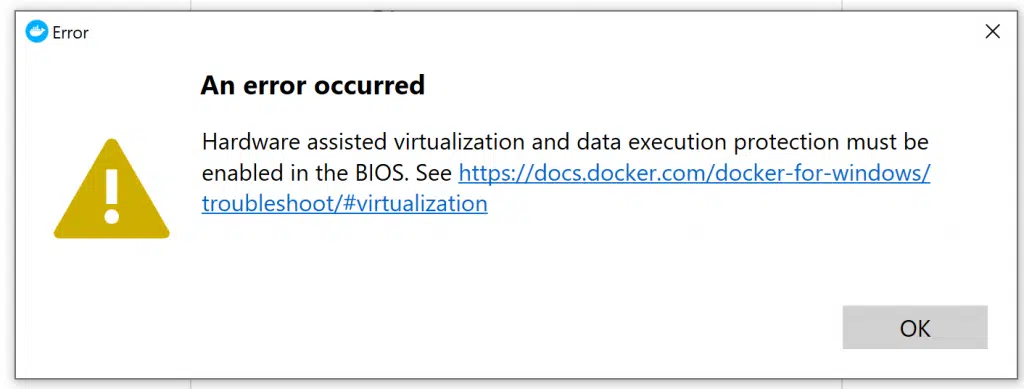 Error
An error occurred
Hardware assisted virtualization and data execution protection must be
enabled in the BIOS. See https://docs.docker.com/docker-for-windows/
troubleshoot/#virtualization
OK